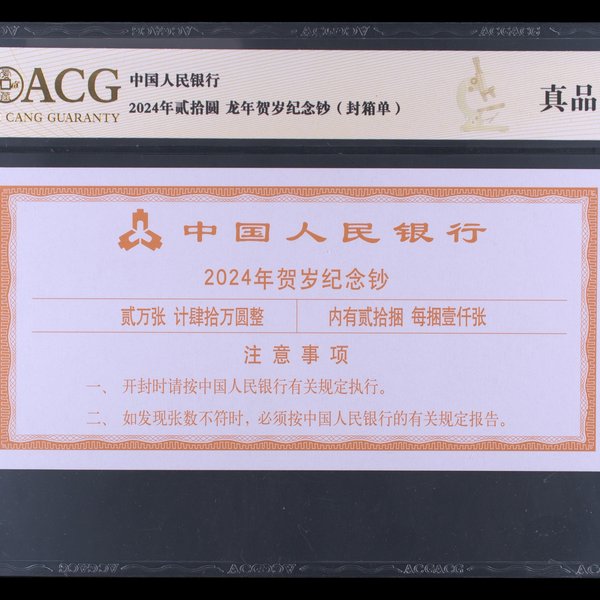 ACG
CANG GUARANTY
中国人民银行
2024年贰拾圆 龙年贺岁纪念钞（封箱单）
真品
中国人民银行
2024年贺岁纪念钞
贰万张 计肆拾万圆整
内有贰拾捆 每捆壹仟张
注意事项
一、开封时请按中国人民银行有关规定执行。
二、如发现张数不符时，必须按中国人民银行的有关规定报告。